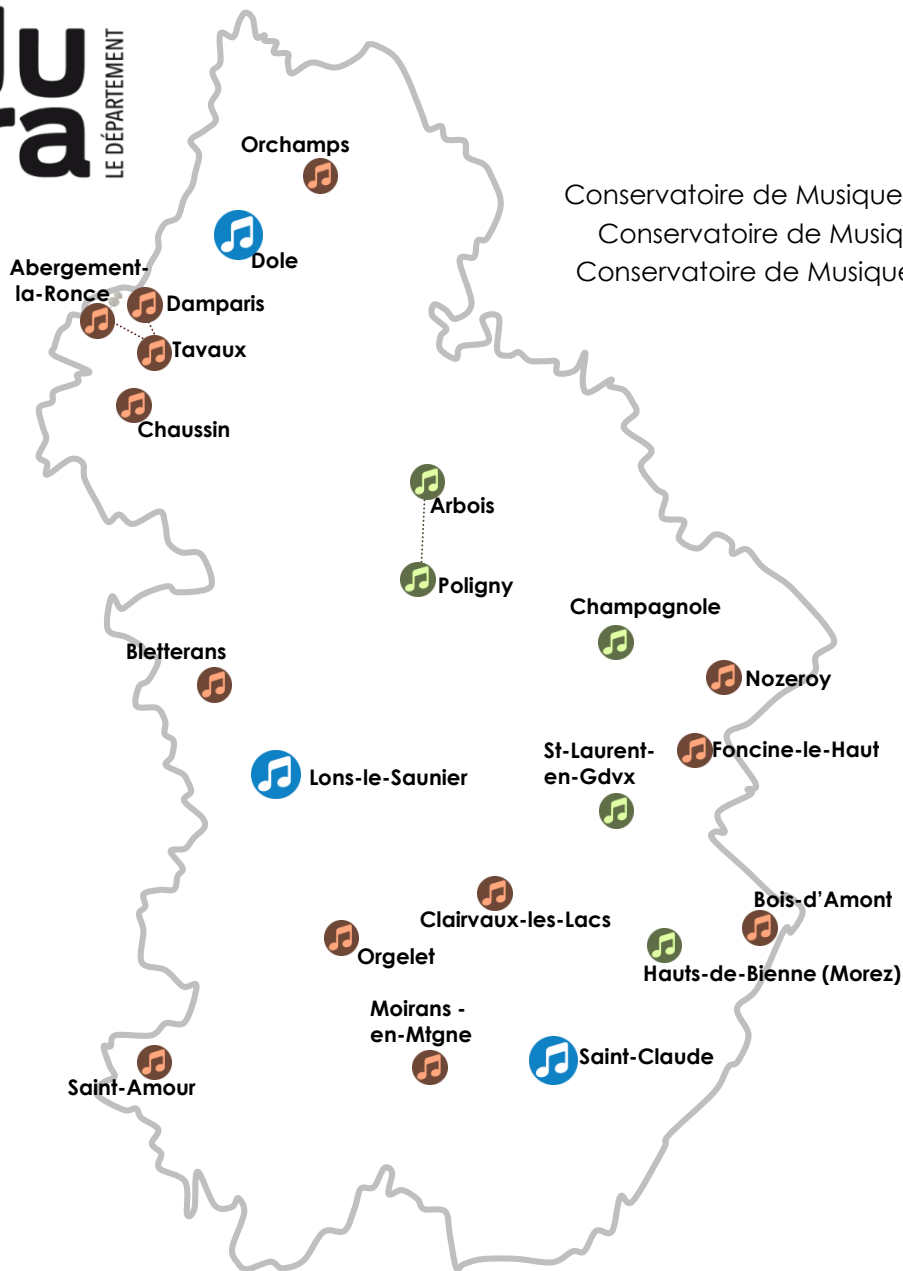 LE DÉPARTEMENT
Orchamps
Conservatoire de Musique
Conservatoire de Musiq
Conservatoire de Musique
Dole
Abergement-
la-Ronce
Damparis
Tavaux
Chaussin
Arbois
Poligny
Champagnole
Bletterans
Nozeroy
St-Laurent-
en-Gdvx
Foncine-le-Haut
Lons-le-Saunier
Clairvaux-les-Lacs
Bois-d'Amont
Orgelet
Hauts-de-Bienne (Morez)
Moirans -
en-Mtgne
Saint-Claude
Saint-Amour